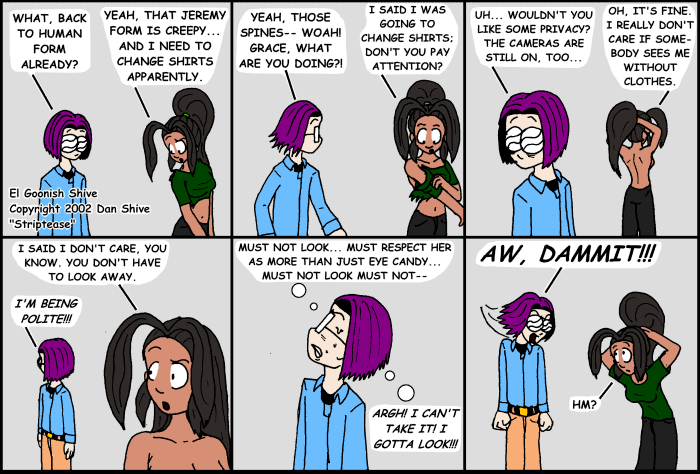 WHAT, BACK
TO HUMAN
FORM
ALREADY?
YEAH, THAT JEREMY
FORM IS CREEPY...
AND I NEED TO
CHANGE SHIRTS
APPARENTLY.
El Goonish Shive
Copyright 2002 Dan Shive
"Striptease"
YEAH, THOSE
SPINES-- WOAH!
GRACE, WHAT
ARE YOU DOING?!
I SAID I WAS
GOING TO
CHANGE SHIRTS;
DON'T YOU PAY
ATTENTION?
UH... WOULDN'T YOU
LIKE SOME PRIVACY?
THE CAMERAS ARE
STILL ON, TOO...
OH, IT'S FINE.
I REALLY DON'T
CARE IF SOME-
BODY SEES ME
WITHOUT
CLOTHES.
I SAID I DON'T CARE, YOU
KNOW. YOU DON'T HAVE
TO LOOK AWAY.
I'M BEING
POLITE!!!
MUST NOT LOOK... MUST RESPECT HER
AS MORE THAN JUST EYE CANDY...
MUST NOT LOOK MUST NOT--
ARGH! I CAN'T
TAKE IT! I
GOTTA LOOK!!!
AW, DAMMIT!!!
HM?